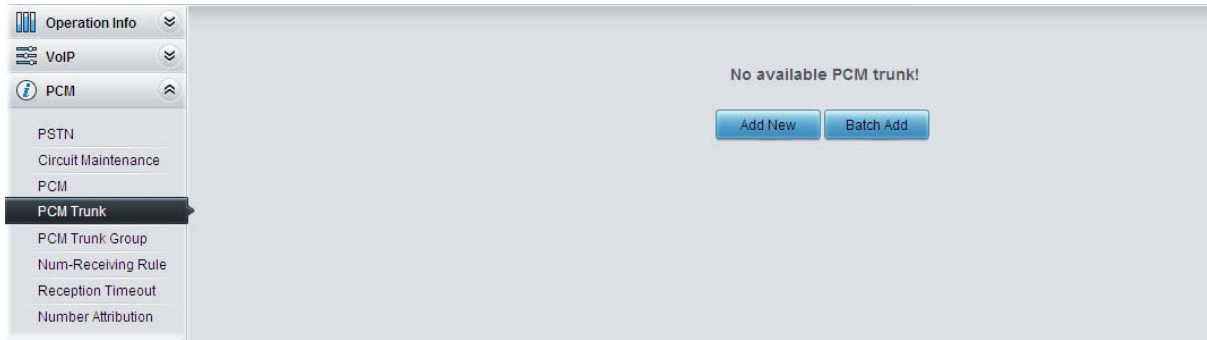 Operation Info
VoIP
PCM
PSTN
Circuit Maintenance
PCM
PCM Trunk
PCM Trunk Group
Num-Receiving Rule
Reception Timeout
Number Attribution
No available PCM trunk!
Add New Batch Add